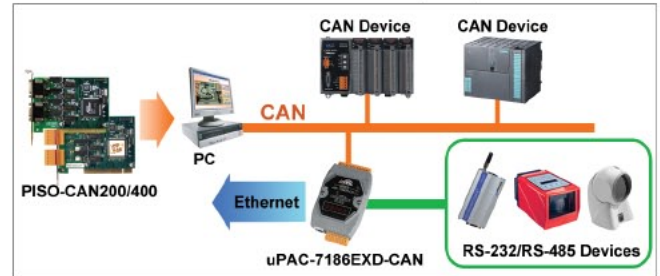 CAN Device
CAN Device
CAN
PC
PISO-CAN200/400
Ethernet
uPAC-7186EXD-CAN
RS-232/RS-485 Devices